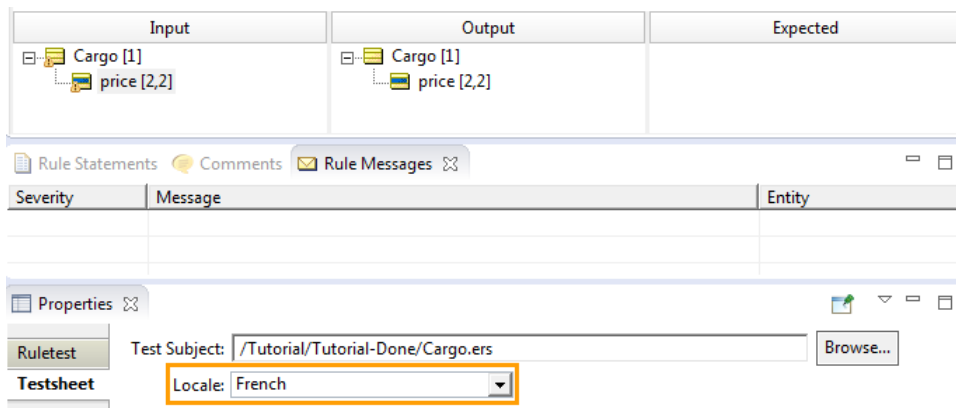 Input Output Expected
Cargo [1] Cargo [1]
price [2,2] price [2,2]
Rule Statements Comments Rule Messages
Severity Message Entity
Properties
Ruletest Test Subject: /Tutorial/Tutorial-Done/Cargo.ers Browse...
Testsheet Locale: French